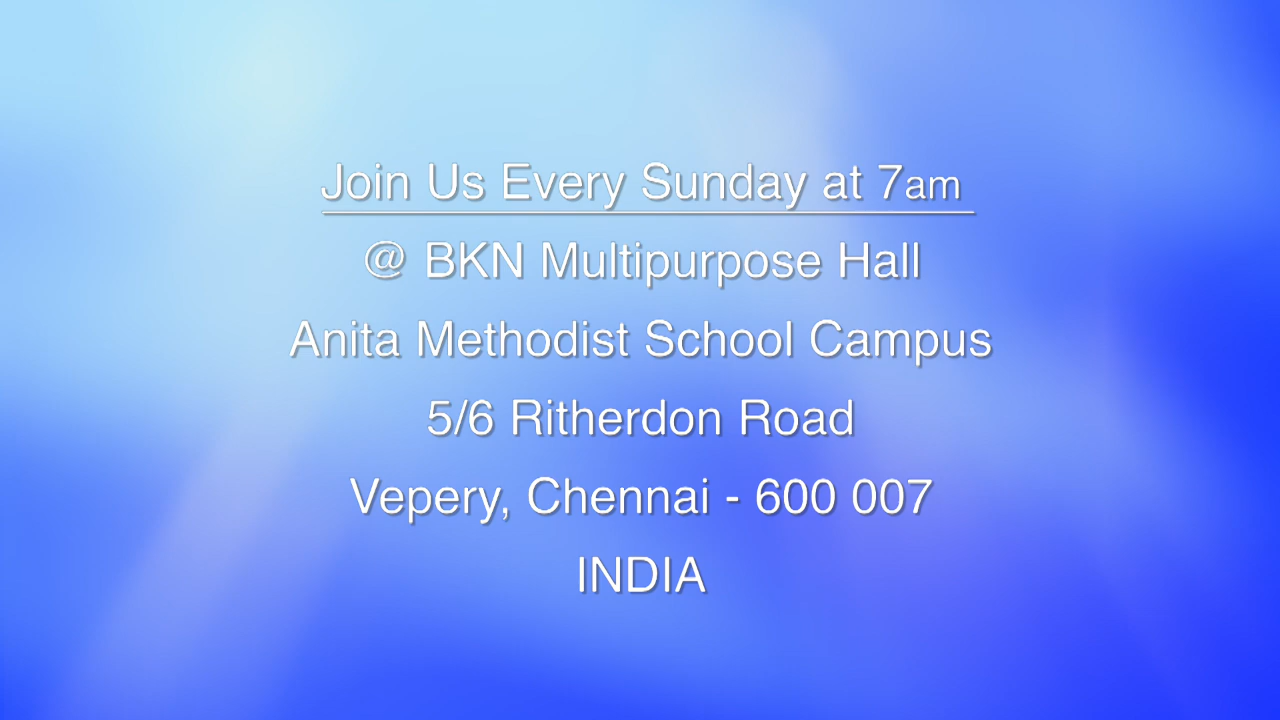 Join Us Every Sunday at 7am
@ BKN Multipurpose Hall
Anita Methodist School Campus
5/6 Ritherdon Road
Vepery, Chennai - 600 007
INDIA